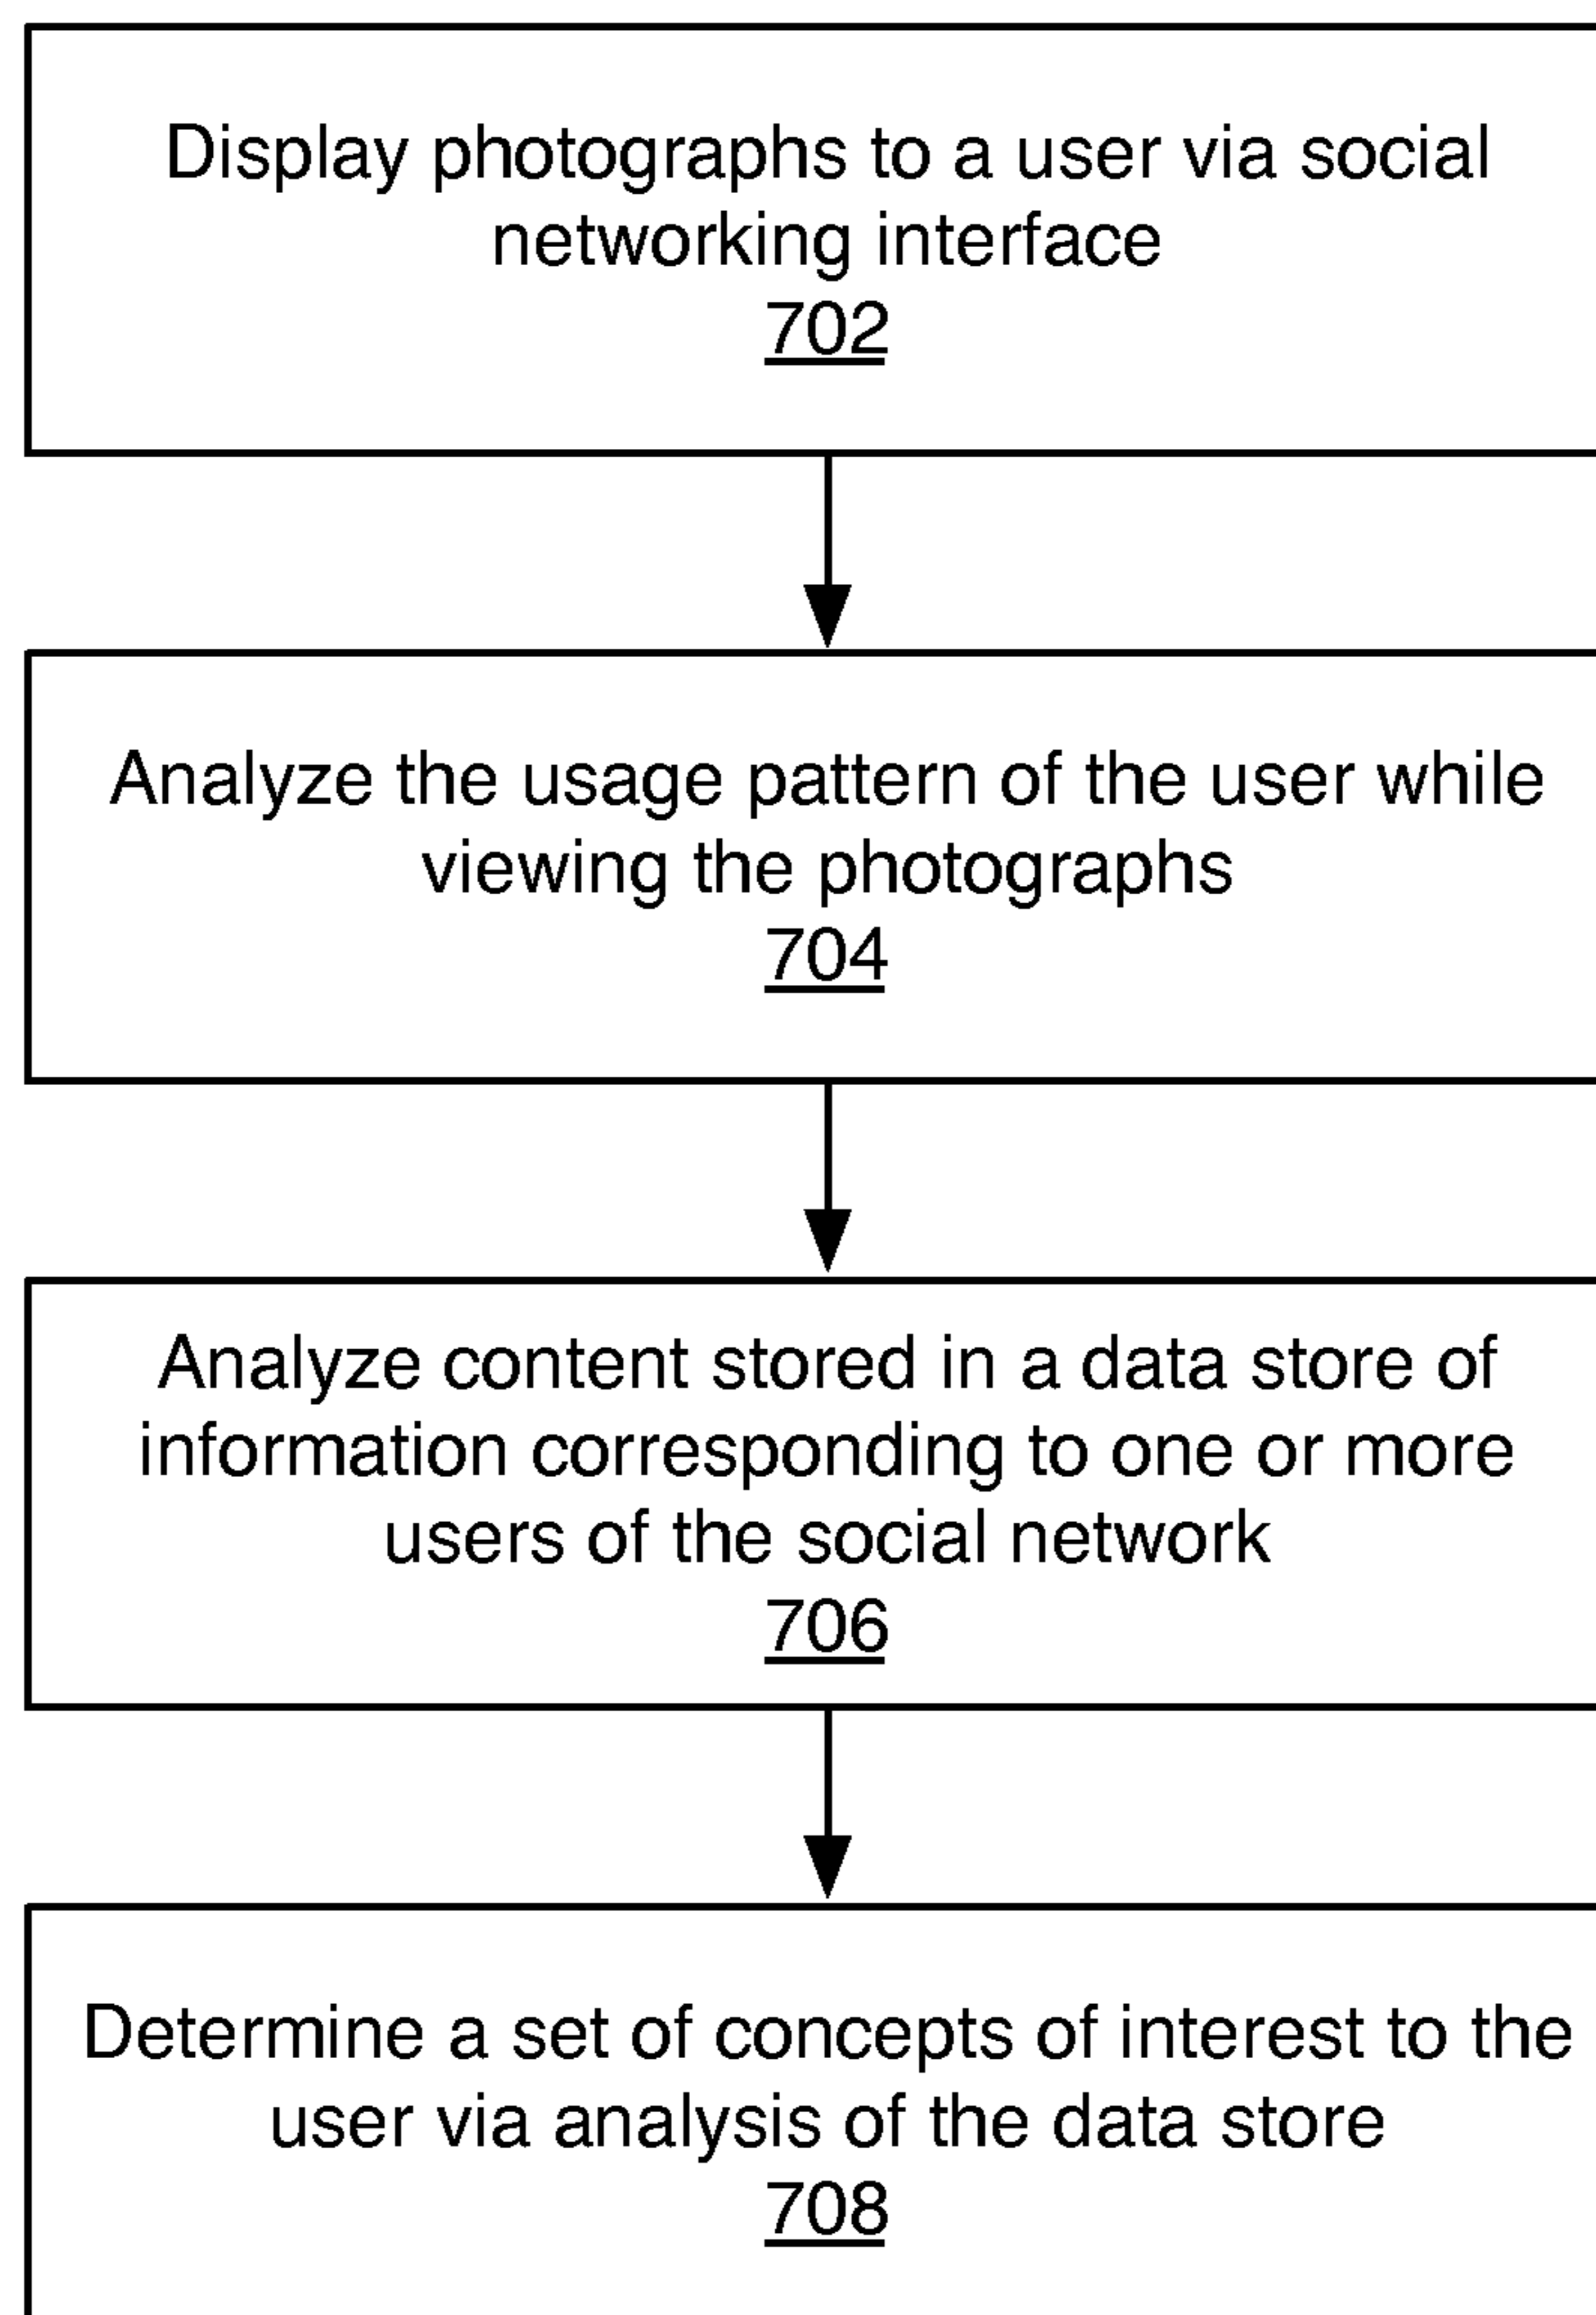 Display photographs to a user via social
networking interface
702
Analyze the usage pattern of the user while
viewing the photographs
704
Analyze content stored in a data store of
information corresponding to one or more
users of the social network
706
Determine a set of concepts of interest to the
user via analysis of the data store
708